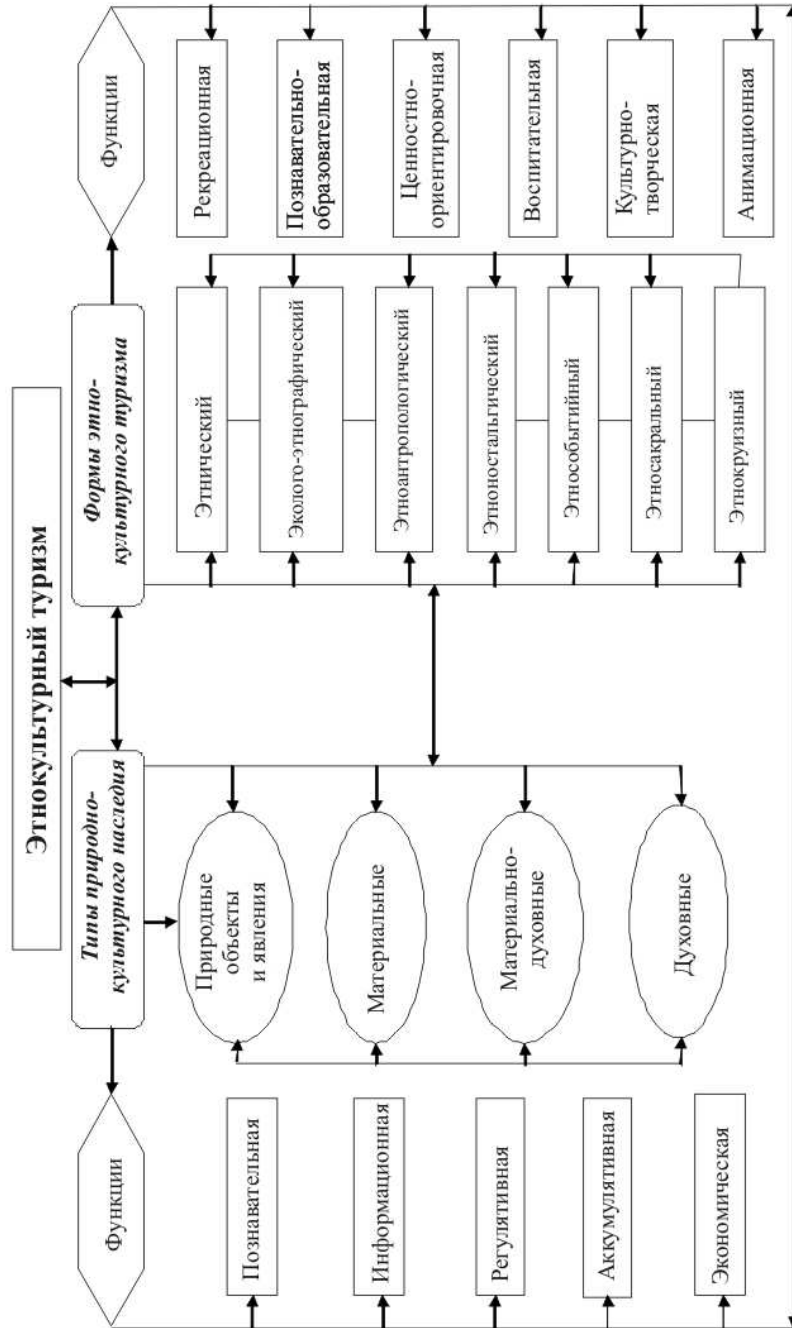 Этнокультурный туризм
Типы природно-
культурного наследия
Формы этно-
культурного туризма
Функции
Познавательная
Информационная
Регулятивная
Аккумулятивная
Экономическая
Природные
объекты
и явления
Материальные
Материально-
духовные
Духовные
Этнический
Эколого-этнографический
Этноантропологический
Этноностальгический
Этнособытийный
Этносакральный
Этнокруизный
Функции
Рекреационная
Познавательно-
образовательная
Ценностно-
ориентировочная
Воспитательная
Культурно-
творческая
Анимационная